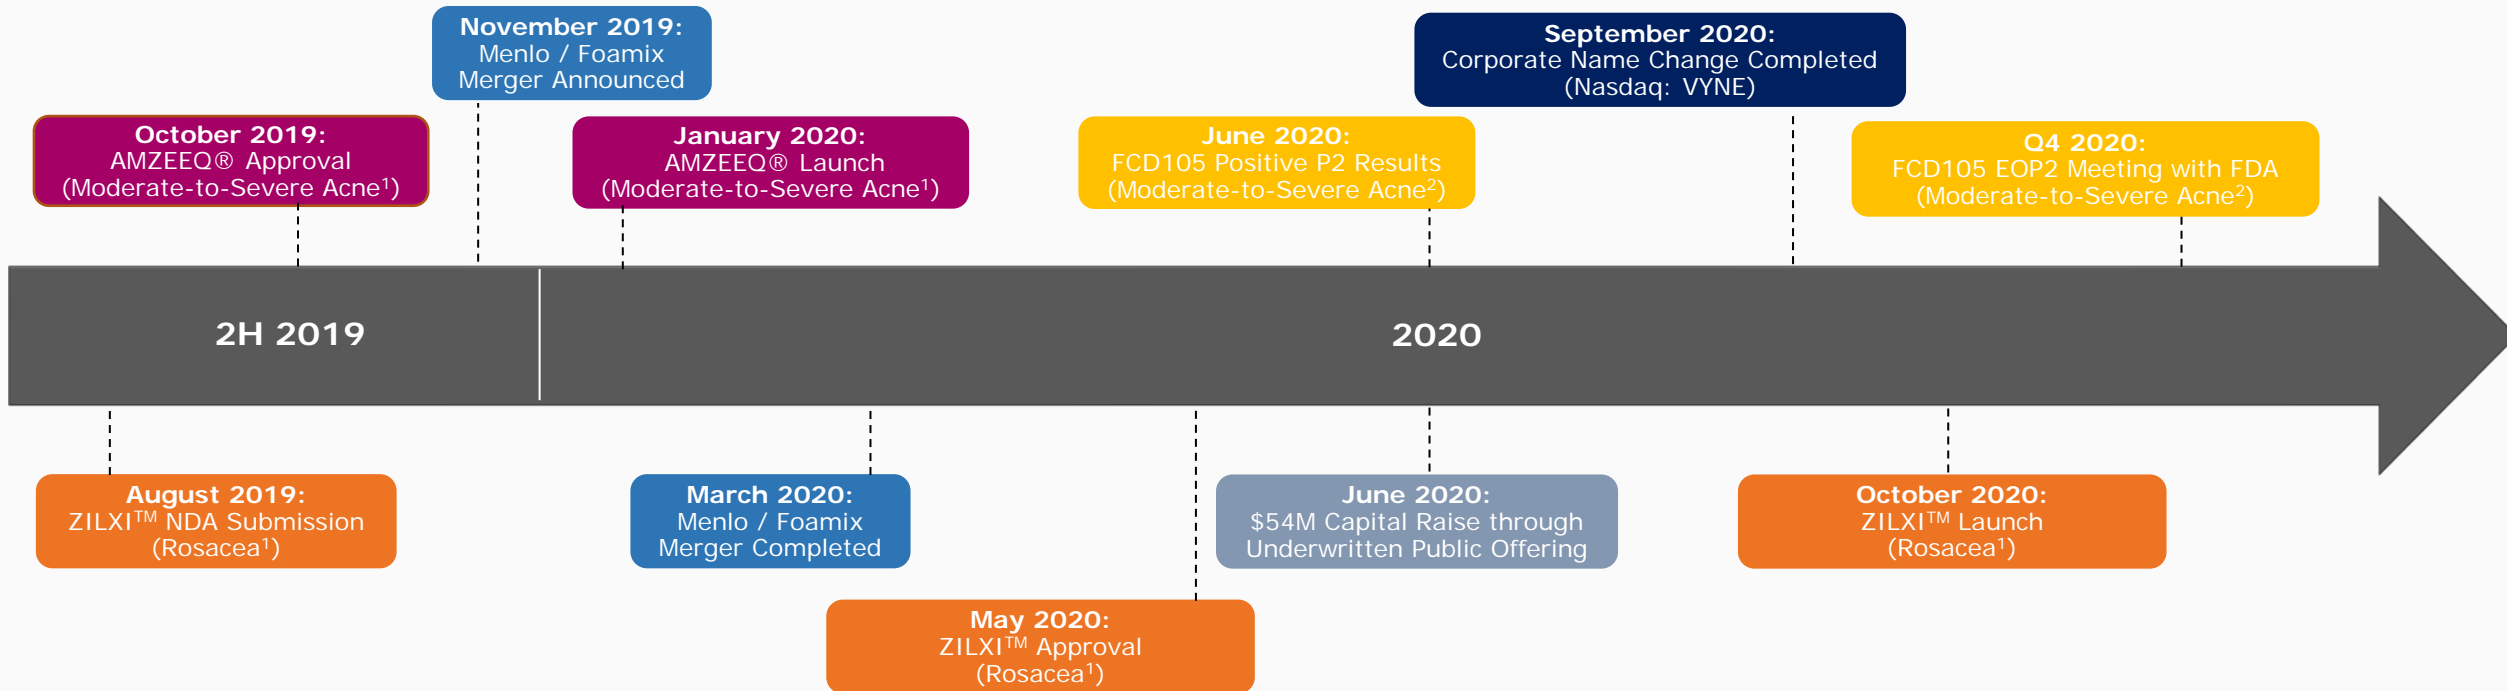 November 2019:
Menlo / Foamix
Merger Announced
September 2020:
Corporate Name Change Completed
(Nasdaq: VYNE)
October 2019:
AMZEEQ® Approval
(Moderate-to-Severe Acne¹)
January 2020:
AMZEEQ® Launch
(Moderate-to-Severe Acne¹)
June 2020:
FCD105 Positive P2 Results
(Moderate-to-Severe Acne²)
Q4 2020:
FCD105 EOP2 Meeting with FDA
(Moderate-to-Severe Acne²)
2H 2019
2020
August 2019:
ZILXI™ NDA Submission
(Rosacea¹)
March 2020:
Menlo / Foamix
Merger Completed
June 2020:
$54M Capital Raise through
Underwritten Public Offering
October 2020:
ZILXI™ Launch
(Rosacea¹)
May 2020:
ZILXI™ Approval
(Rosacea¹)